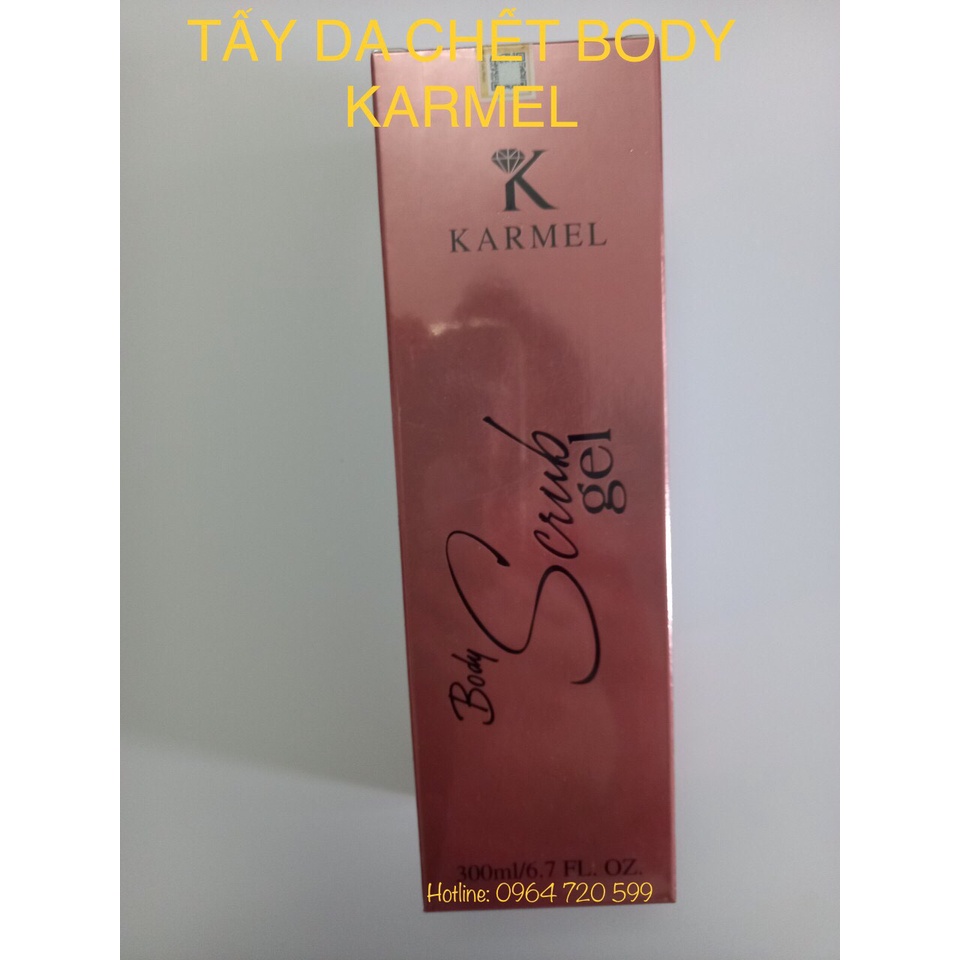 TẨY DA CHẾT BODY
KARMEL
K
KARMEL
Body Scrub
gel
300ml/6.7 FL. OZ.
Hotline: 0964 720 599